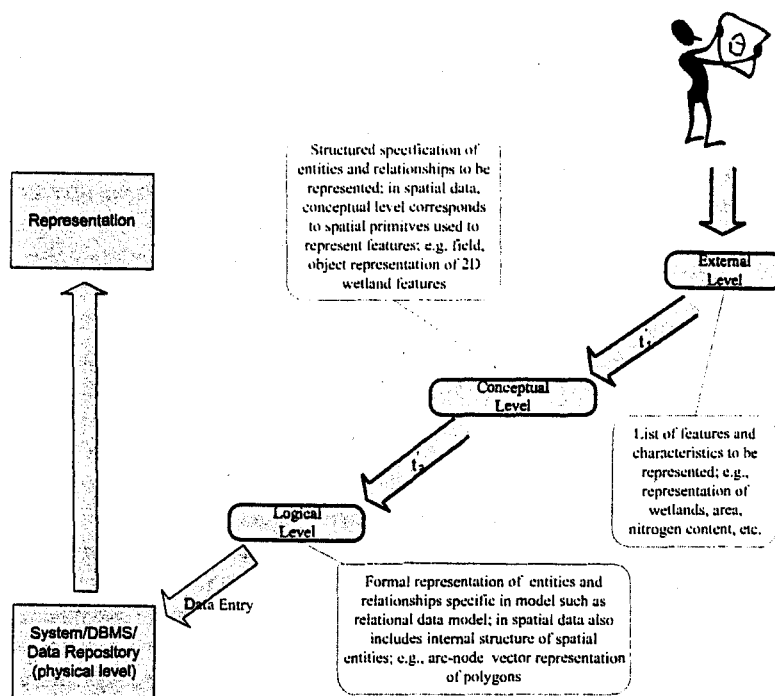 Structured specification of
entities and relationships to be
represented; in spatial data,
conceptual level corresponds
to spatial primitves used to
represent features; e.g. field,
object representation of 2D
wetland features
Representation
External
Level
t'₁
Conceptual
Level
List of features and
characteristics to be
represented; e.g.,
representation of
wetlands, area,
nitrogen content, etc.
t'₂
Logical
Level
Data Entry
Formal representation of entities and
relationships specific in model such as
relational data model; in spatial data also
includes internal structure of spatial
entities; e.g., arc-node vector representation
of polygons
System/DBMS/
Data Repository
(physical level)